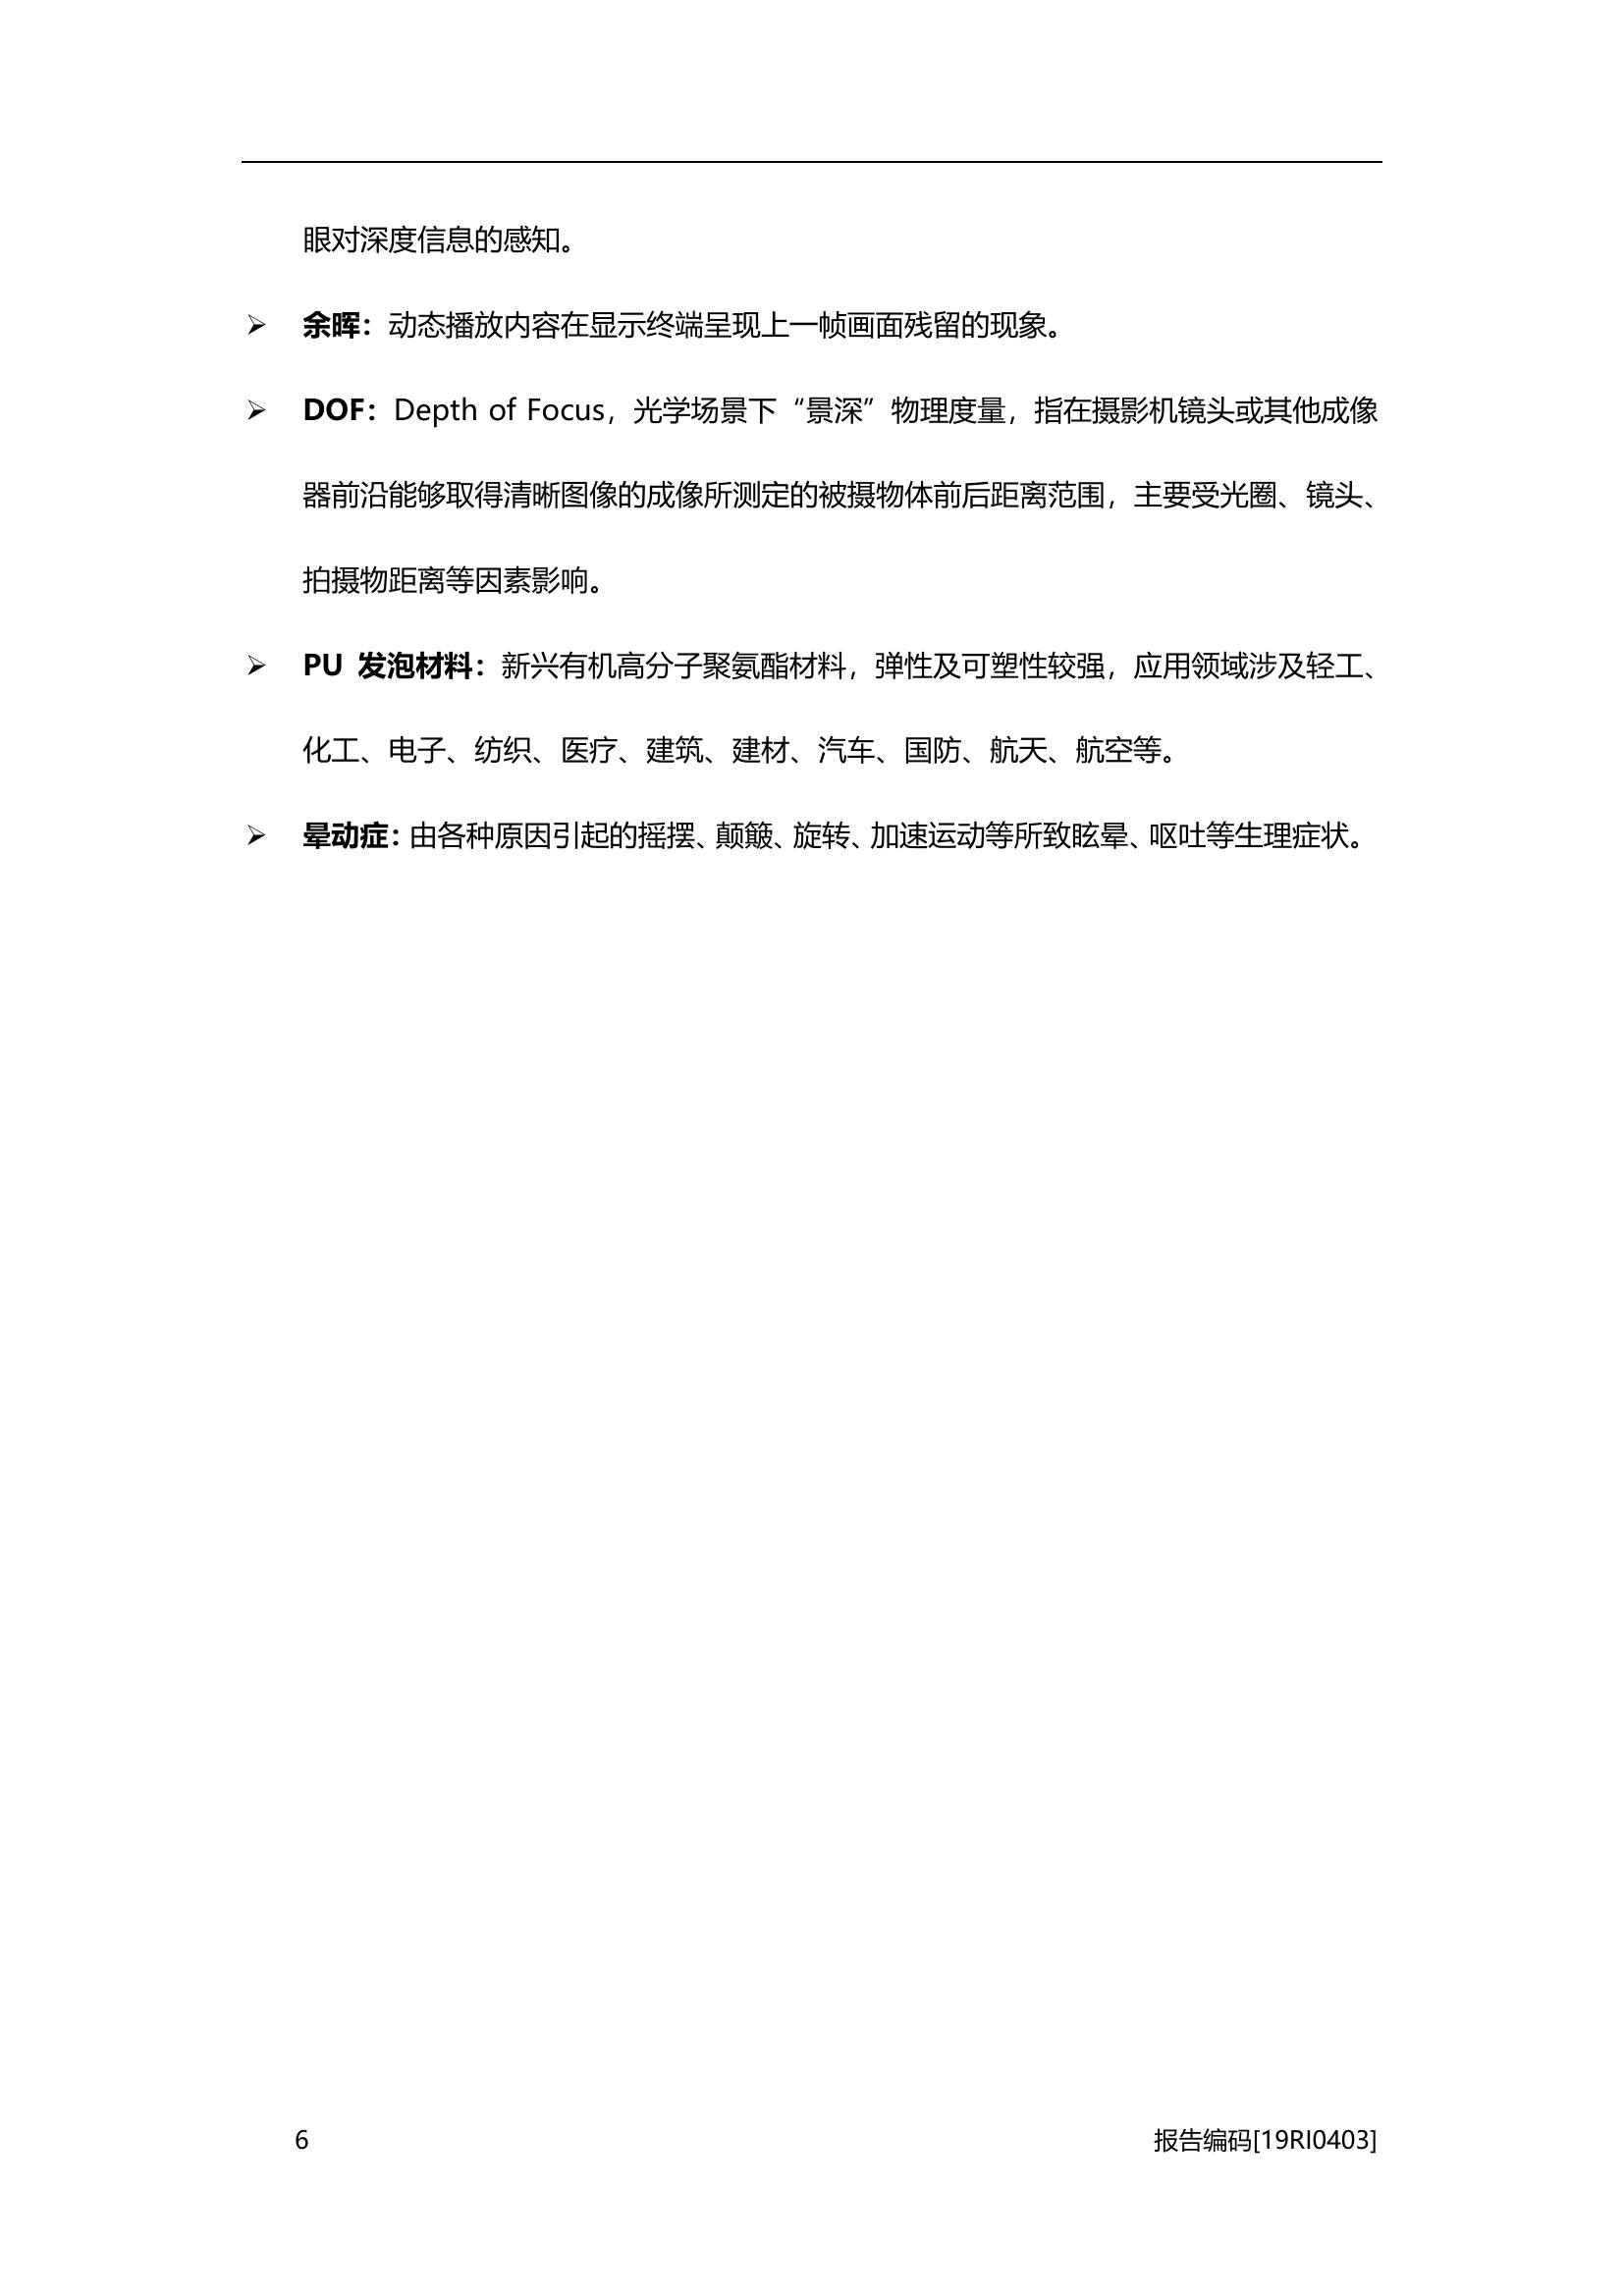 眼对深度信息的感知。
➢ 余晖：动态播放内容在显示终端呈现上一帧画面残留的现象。
➢ DOF：Depth of Focus，光学场景下“景深”物理度量，指在摄影机镜头或其他成像
器前沿能够取得清晰图像的成像所测定的被摄物体前后距离范围，主要受光圈、镜头、
拍摄物距离等因素影响。
➢ PU 发泡材料：新兴有机高分子聚氨酯材料，弹性及可塑性较强，应用领域涉及轻工、
化工、电子、纺织、医疗、建筑、建材、汽车、国防、航天、航空等。
➢ 晕动症：由各种原因引起的摇摆、颠簸、旋转、加速运动等所致眩晕、呕吐等生理症状。
6 报告编码[19RI0403]